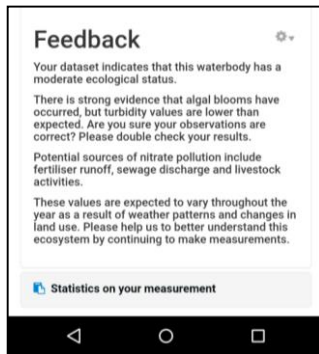 Feedback
Your dataset indicates that this waterbody has a
moderate ecological status.
There is strong evidence that algal blooms have
occurred, but turbidity values are lower than
expected. Are you sure your observations are
correct? Please double check your results.
Potential sources of nitrate pollution include
fertiliser runoff, sewage discharge and livestock
activities.
These values are expected to vary throughout the
year as a result of weather patterns and changes in
land use. Please help us to better understand this
ecosystem by continuing to make measurements.
Statistics on your measurement